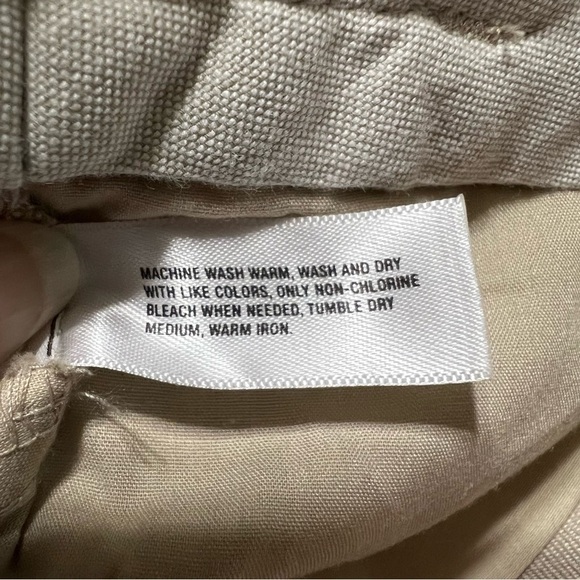 MACHINE WASH WARM, WASH AND DRY
WITH LIKE COLORS, ONLY NON-CHLORINE
BLEACH WHEN NEEDED, TUMBLE DRY
MEDIUM, WARM IRON.